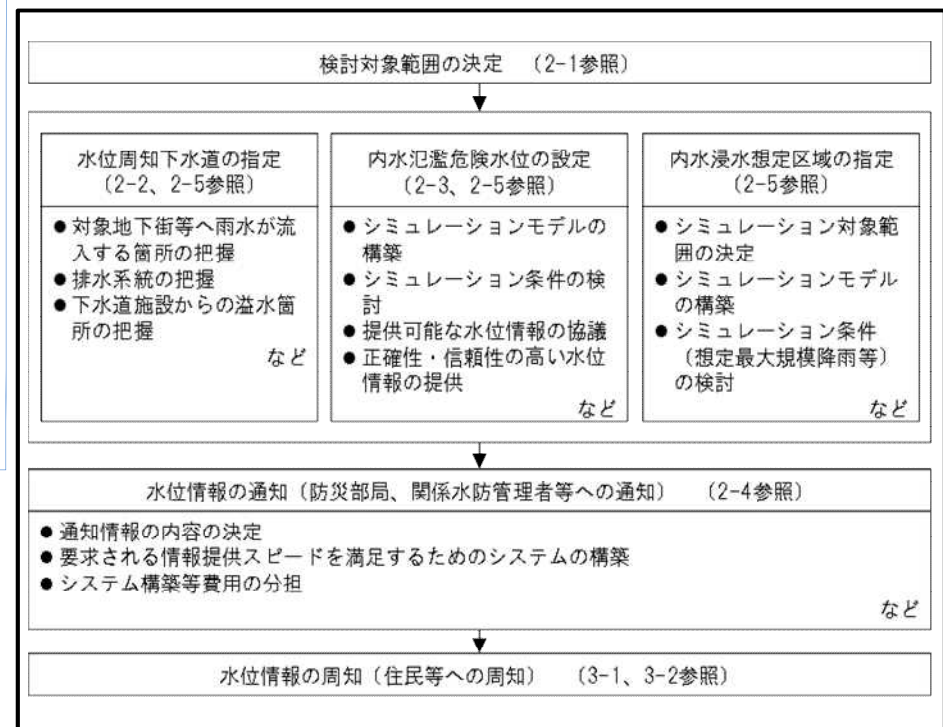 検討対象範囲の決定 (2-1参照)
水位周知下水道の指定
(2-2、2-5参照)
●対象地下街等へ雨水が流
入する箇所の把握
●排水系統の把握
●下水道施設からの溢水箇
所の把握
など
内水氾濫危険水位の設定
(2-3、2-5参照)
●シミュレーションモデルの
構築
●シミュレーション条件の検
討
●提供可能な水位情報の協議
●正確性・信頼性の高い水位
情報の提供
など
内水浸水想定区域の指定
(2-5参照)
●シミュレーション対象範
囲の決定
●シミュレーションモデル
の構築
●シミュレーション条件
(想定最大規模降雨等)
の検討
など
水位情報の通知(防災部局、関係水防管理者等への通知) (2-4参照)
●通知情報の内容の決定
●要求される情報提供スピードを満足するためのシステムの構築
●システム構築等費用の分担
など
水位情報の周知(住民等への周知) (3-1、3-2参照)